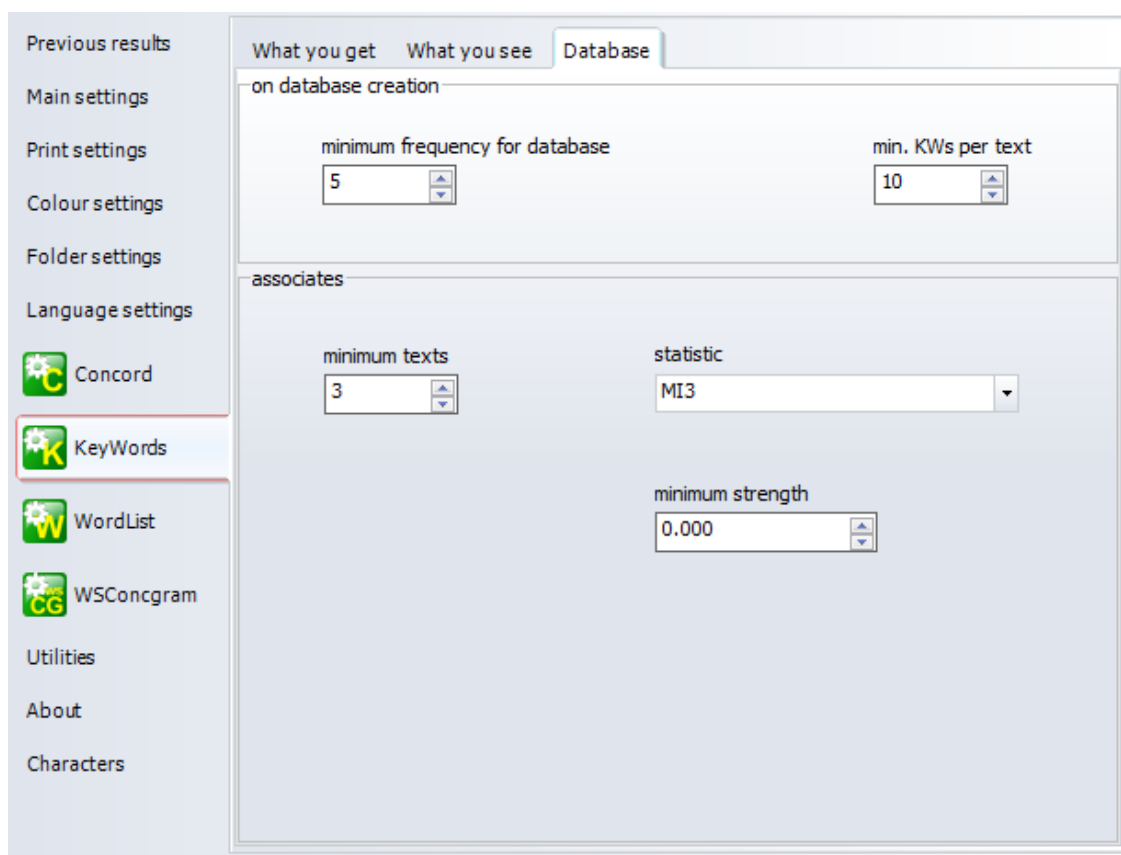 Previous results
Main settings
Print settings
Colour settings
Folder settings
Language settings
C Concord
K KeyWords
W WordList
WS CG WSConcgram
Utilities
About
Characters
What you get What you see Database
on database creation
minimum frequency for database min. KWs per text
5 10
associates
minimum texts statistic
3 MI3
minimum strength
0.000